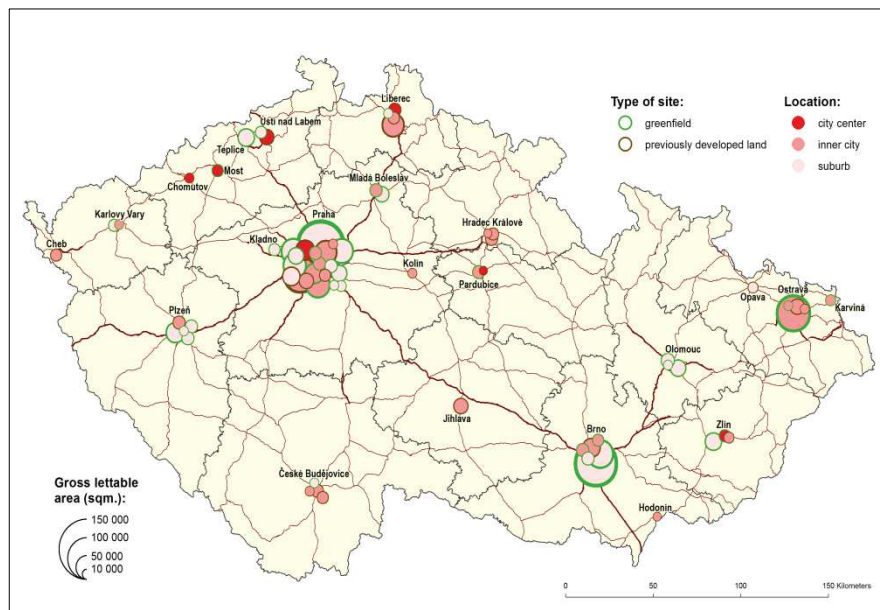 Type of site:
greenfield
previously developed land
Location:
city center
inner city
suburb
Liberec
Ústí nad Labem
Teplice
Most
Chomutov
Mladá Boleslav
Karlovy Vary
Praha
Hradec Králové
Cheb
Kladno
Kolín
Pardubice
Opava
Ostrava
Karviná
Plzeň
Olomouc
Jihlava
Brno
Zlín
České Budějovice
Hodonín
Gross lettable
area (sqm.):
150 000
100 000
50 000
10 000
0 50 100 150 Kilometers